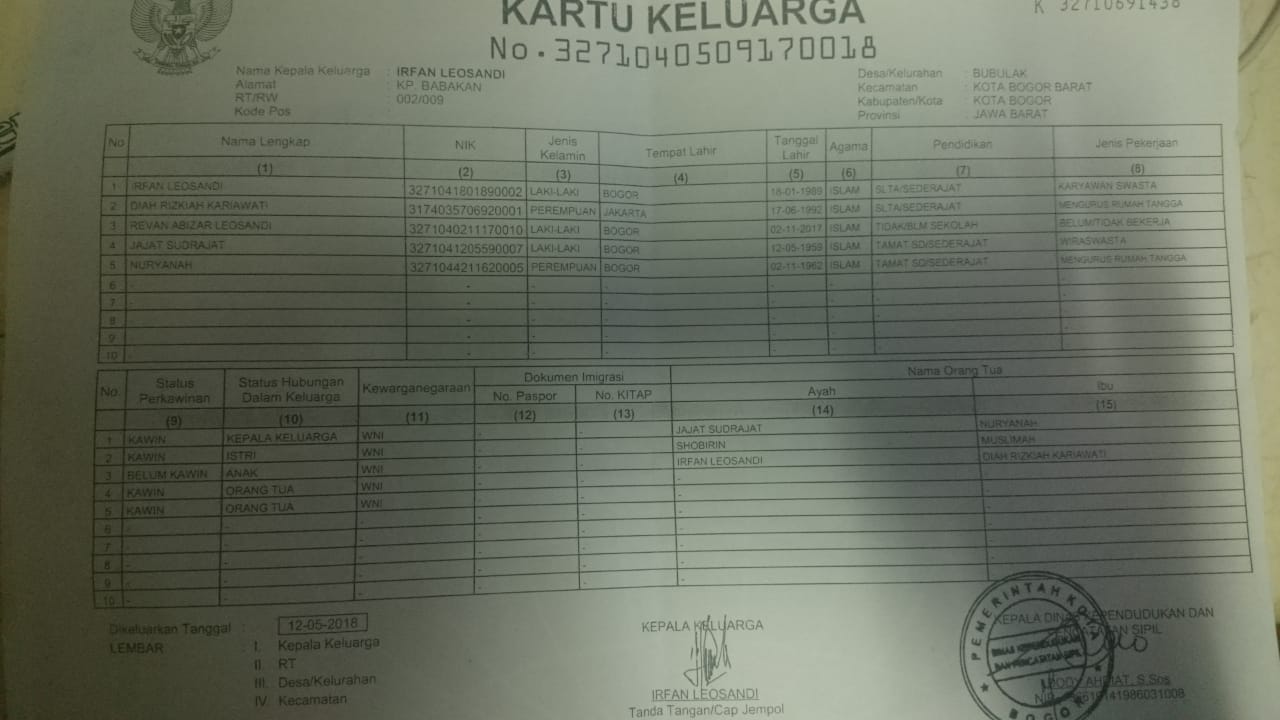 KARTU KELUARGA
K 32710691438
No. 3271040509170018
Nama Kepala Keluarga : IRFAN LEOSANDI
Alamat : KP. BABAKAN
RT/RW : 002/009
Kode Pos :
Desa/Kelurahan : BUBULAK
Kecamatan : KOTA BOGOR BARAT
Kabupaten/Kota : KOTA BOGOR
Provinsi : JAWA BARAT
No Nama Lengkap NIK Jenis Kelamin Tempat Lahir Tanggal Lahir Agama Pendidikan Jenis Pekerjaan
(1) (2) (3) (4) (5) (6) (7) (8)
1 IRFAN LEOSANDI 3271041801890002 LAKI-LAKI BOGOR 18-01-1989 ISLAM SLTA/SEDERAJAT KARYAWAN SWASTA
2 DIAH RIZKIAH KARIAWATI 3174035706920001 PEREMPUAN JAKARTA 17-06-1992 ISLAM SLTA/SEDERAJAT MENGURUS RUMAH TANGGA
3 REVAN ABIZAR LEOSANDI 3271040211170010 LAKI-LAKI BOGOR 02-11-2017 ISLAM TIDAK/BLM SEKOLAH BELUM/TIDAK BEKERJA
4 JAJAT SUDRAJAT 3271041205590007 LAKI-LAKI BOGOR 12-05-1959 ISLAM TAMAT SD/SEDERAJAT WIRASWASTA
5 NURYANAH 3271044211620005 PEREMPUAN BOGOR 02-11-1962 ISLAM TAMAT SD/SEDERAJAT MENGURUS RUMAH TANGGA
6 - - - - - - - -
7 - - - - - - - -
8 - - - - - - - -
9 - - - - - - - -
10 - - - - - - - -
No. Status Perkawinan Status Hubungan Dalam Keluarga Kewarganegaraan Dokumen Imigrasi Nama Orang Tua
No. Paspor No. KITAP Ayah Ibu
(9) (10) (11) (12) (13) (14) (15)
1 KAWIN KEPALA KELUARGA WNI - - JAJAT SUDRAJAT NURYANAH
2 KAWIN ISTRI WNI - - SHOBIRIN MUSLIMAH
3 BELUM KAWIN ANAK WNI - - IRFAN LEOSANDI DIAH RIZKIAH KARIAWATI
4 KAWIN ORANG TUA WNI - - - -
5 KAWIN ORANG TUA WNI - - - -
6 - - - - - - -
7 - - - - - - -
8 - - - - - - -
9 - - - - - - -
10 - - - - - - -
Dikeluarkan Tanggal : 12-05-2018
LEMBAR : I. Kepala Keluarga
II. RT
III. Desa/Kelurahan
IV. Kecamatan
KEPALA KELUARGA
IRFAN LEOSANDI
Tanda Tangan/Cap Jempol
KEPALA DINAS KEPENDUDUKAN DAN
SIPIL
S.Sos
PEMERINTAH KOTA
DINAS KEPENDUDUKAN
DAN PENCATATAN SIPIL
BOGOR